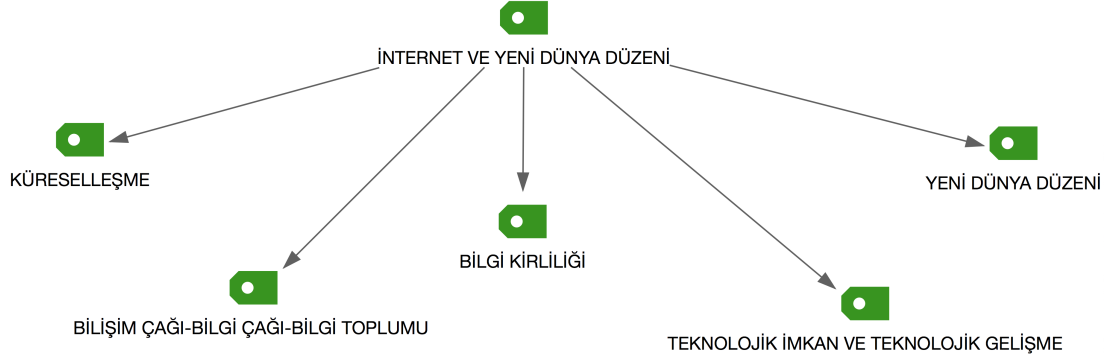 İNTERNET VE YENİ DÜNYA DÜZENİ
KÜRESELLEŞME
YENİ DÜNYA DÜZENİ
BİLGİ KİRLİLİĞİ
BİLİŞİM ÇAĞI-BİLGİ ÇAĞI-BİLGİ TOPLUMU
TEKNOLOJİK İMKAN VE TEKNOLOJİK GELİŞME